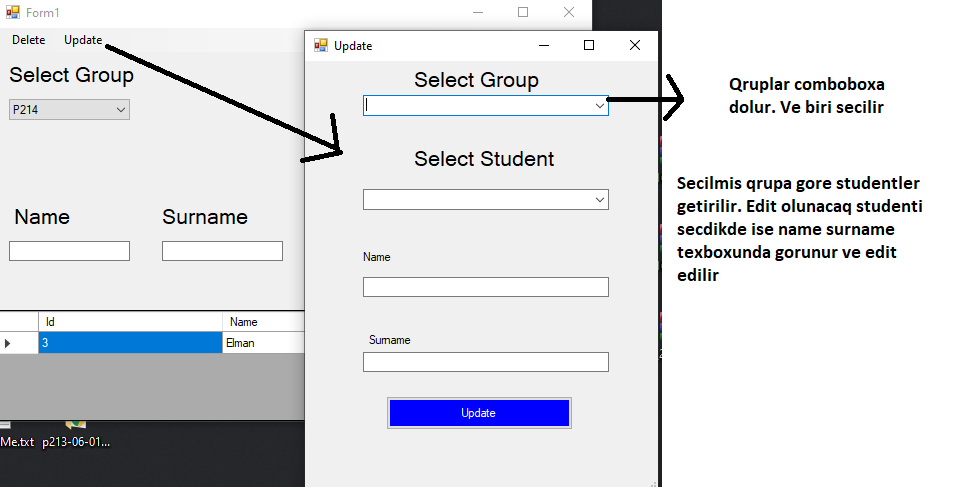 Form1
Delete Update
Select Group
P214
Name Surname
Id Name
3 Elman
Me.txt p213-06-01...
Update
Select Group
Select Student
Name
Surname
Update
Qruplar comboboxa
dolur. Ve biri secilir
Secilmis qrupa gore studentler
getirilir. Edit olunacaq studenti
secdikde ise name surname
texboxunda gorunur ve edit
edilir